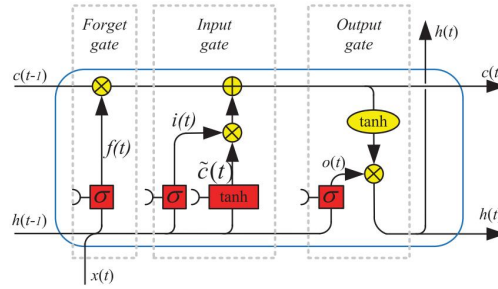 Forget
gate
Input
gate
Output
gate
h(t)
c(t-1)
c(t
i(t)
tanh
f(t)
c̃(t)
o(t)
σ
σ
tanh
σ
h(t-1)
h(t
x(t)